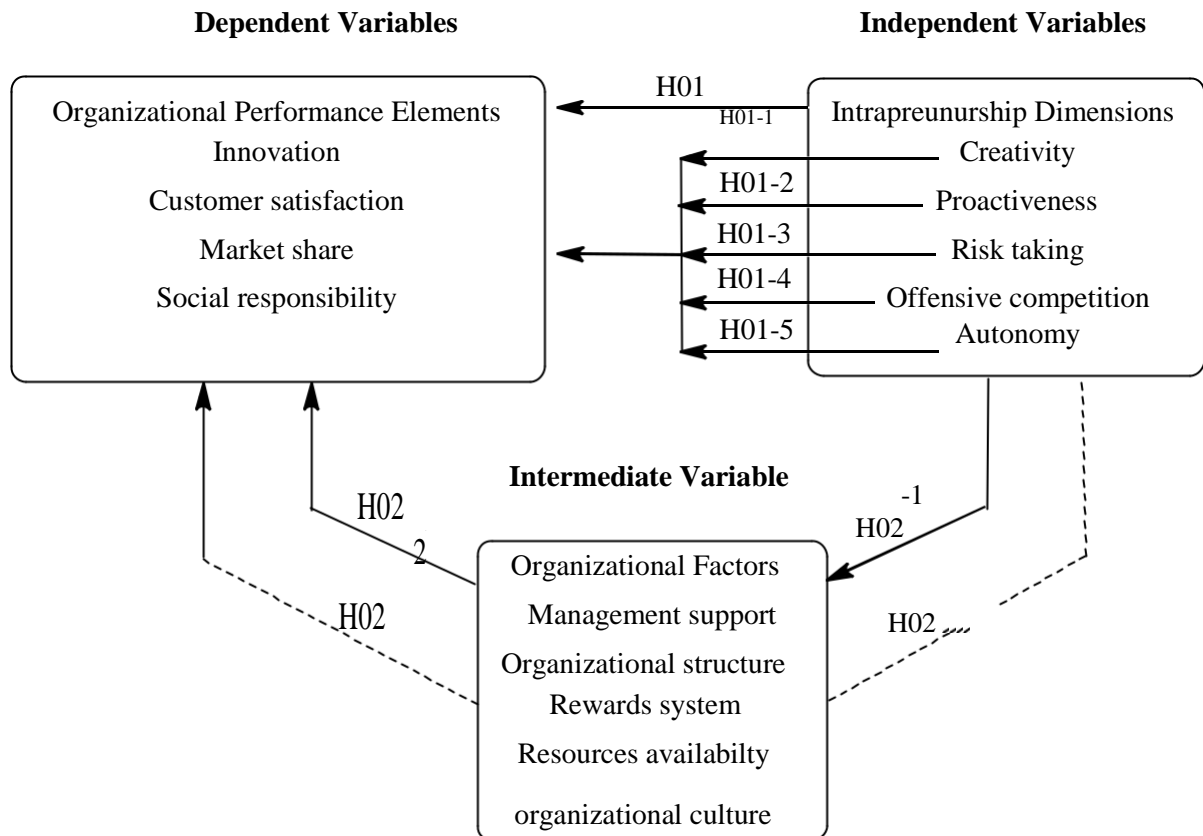 Dependent Variables
Independent Variables
Organizational Performance Elements
Innovation
Customer satisfaction
Market share
Social responsibility
H01
H01-1
H01-2
H01-3
H01-4
H01-5
Intrapreunurship Dimensions
Creativity
Proactiveness
Risk taking
Offensive competition
Autonomy
Intermediate Variable
H02
2
H02
-1
H02
H02
Organizational Factors
Management support
Organizational structure
Rewards system
Resources availabilty
organizational culture